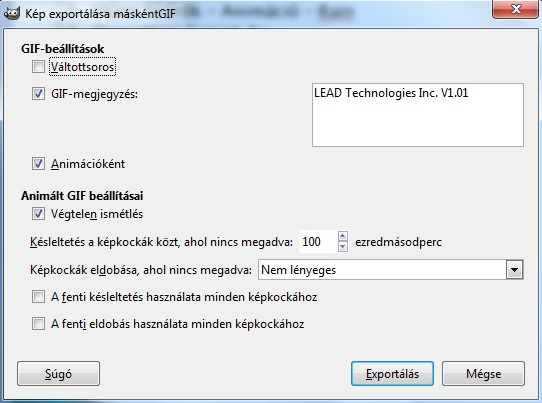 Kép exportálása máskéntGIF
GIF-beállítások
Váltottsoros
GIF-megjegyzés:
LEAD Technologies Inc. V1.01
Animációként
Animált GIF beállításai
Végtelen ismétlés
Késleltetés a képkockák közt, ahol nincs megadva: 100 ezredmásodperc
Képkockák eldobása, ahol nincs megadva: Nem lényeges
A fenti késleltetés használata minden képkockához
A fenti eldobás használata minden képkockához
Súgó Exportálás Mégse